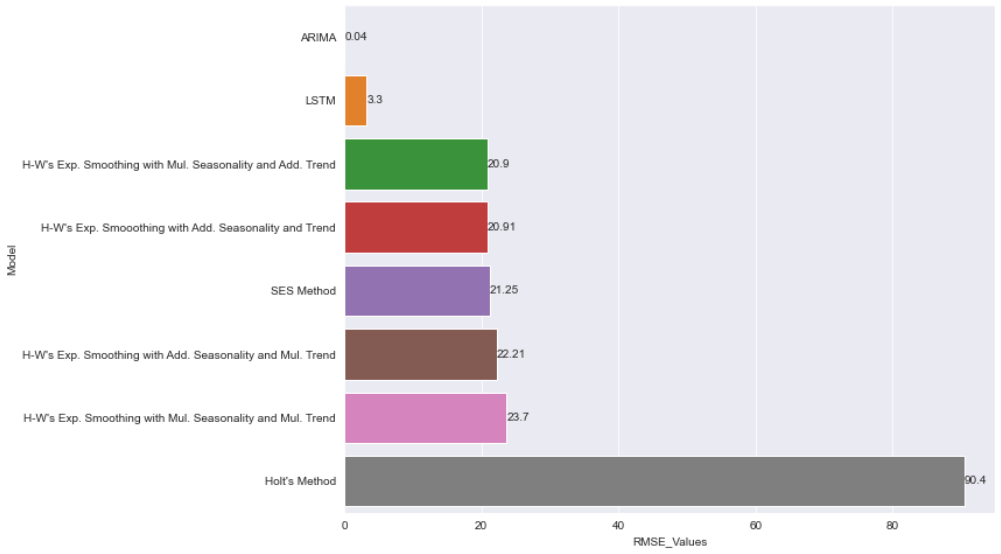 ARIMA 0.04
LSTM 3.3
H-W's Exp. Smoothing with Mul. Seasonality and Add. Trend 20.9
H-W's Exp. Smooothing with Add. Seasonality and Trend 20.91
Model
SES Method 21.25
H-W's Exp. Smoothing with Add. Seasonality and Mul. Trend 22.21
H-W's Exp. Smoothing with Mul. Seasonality and Mul. Trend 23.7
Holt's Method 90.4
0 20 40 60 80
RMSE_Values